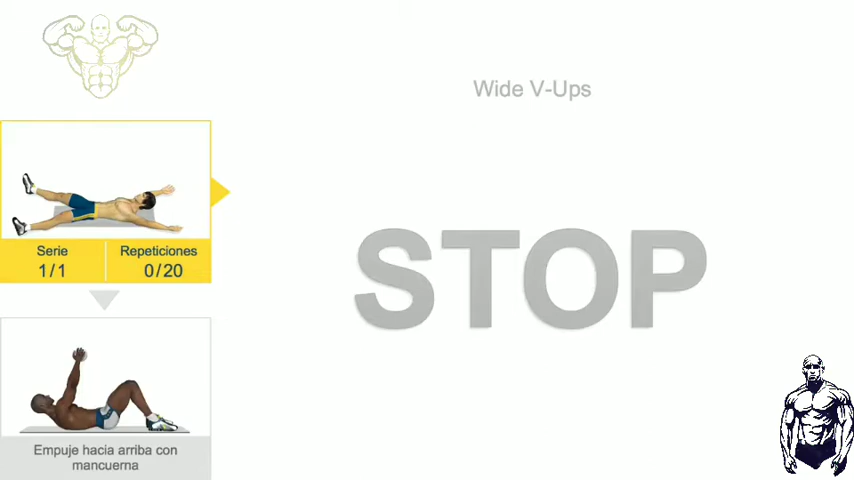 Wide V-Ups
Serie
1/1
Repeticiones
0/20
STOP
Empuje hacia arriba con
mancuerna